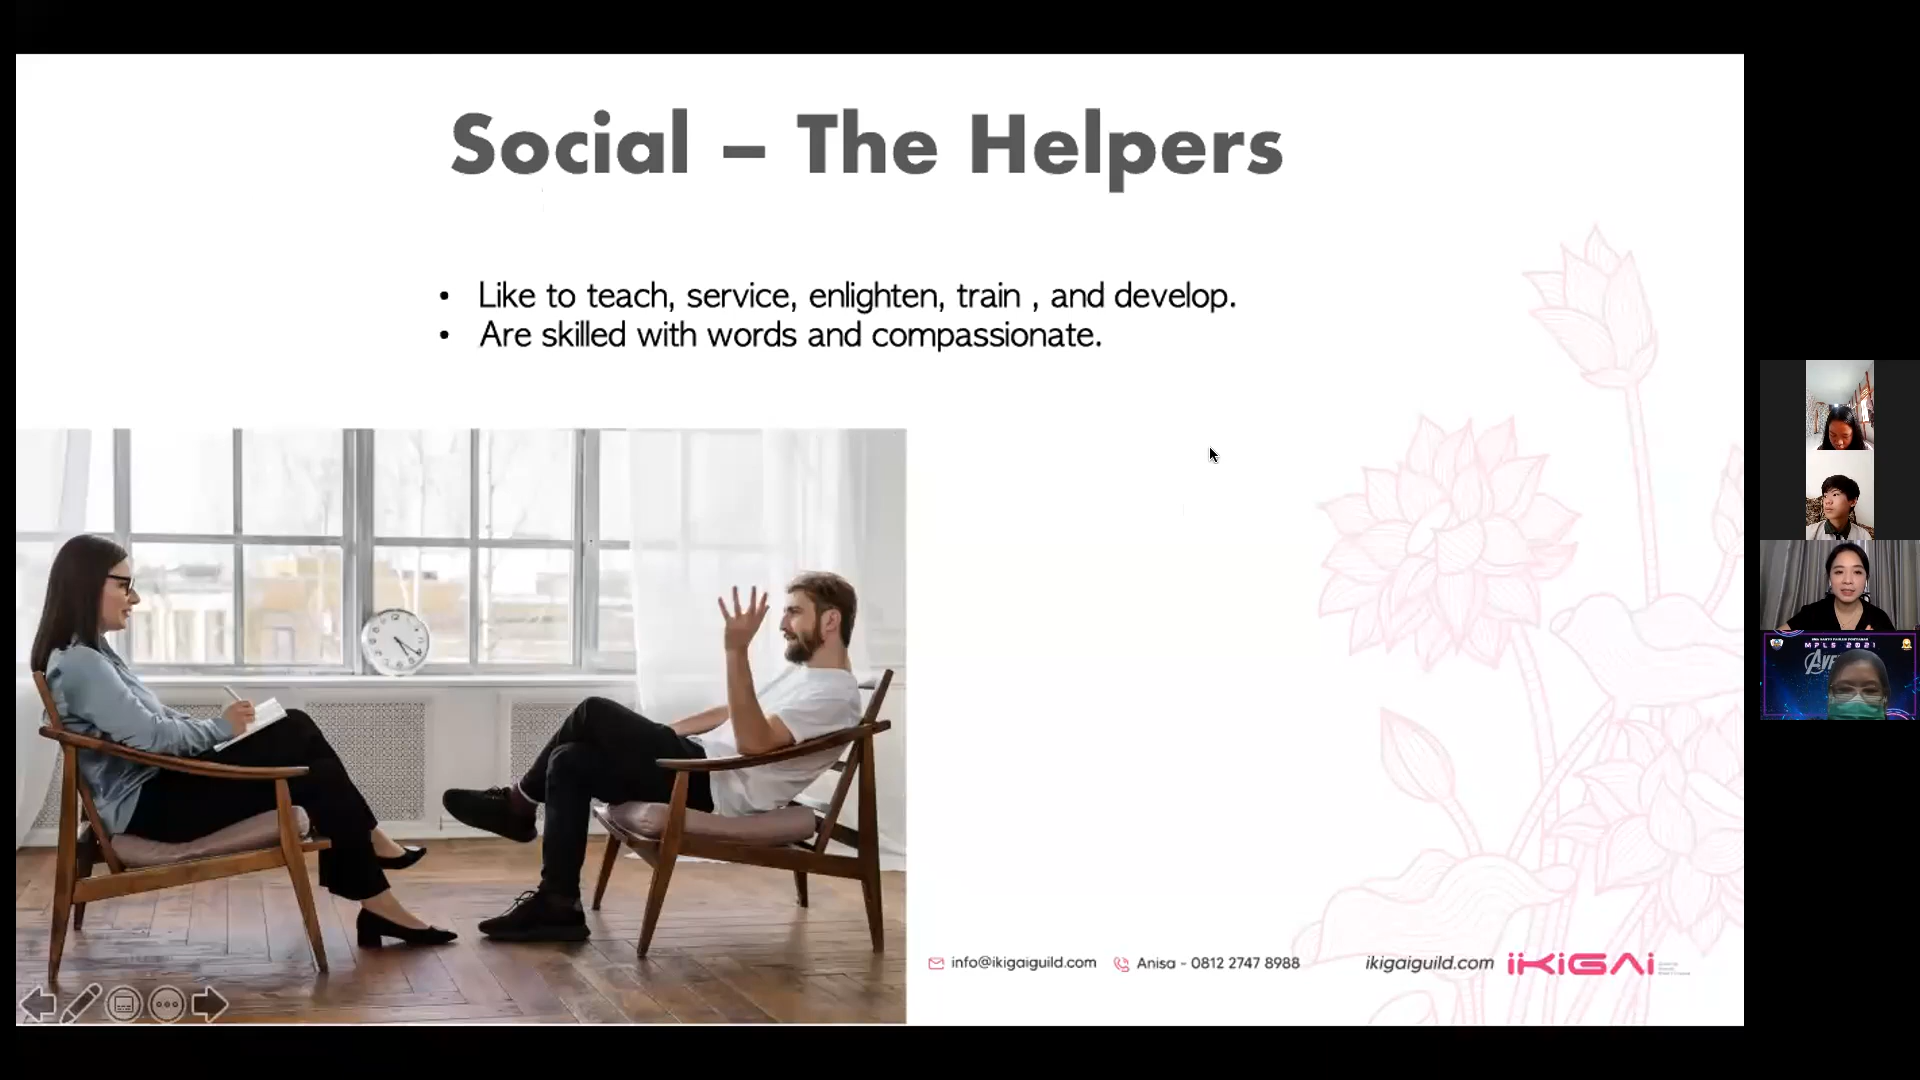 Social – The Helpers
• Like to teach, service, enlighten, train , and develop.
• Are skilled with words and compassionate.
info@ikigaiguild.com Anisa - 0812 2747 8988 ikigaiguild.com iKiGAi
MPLS 2021